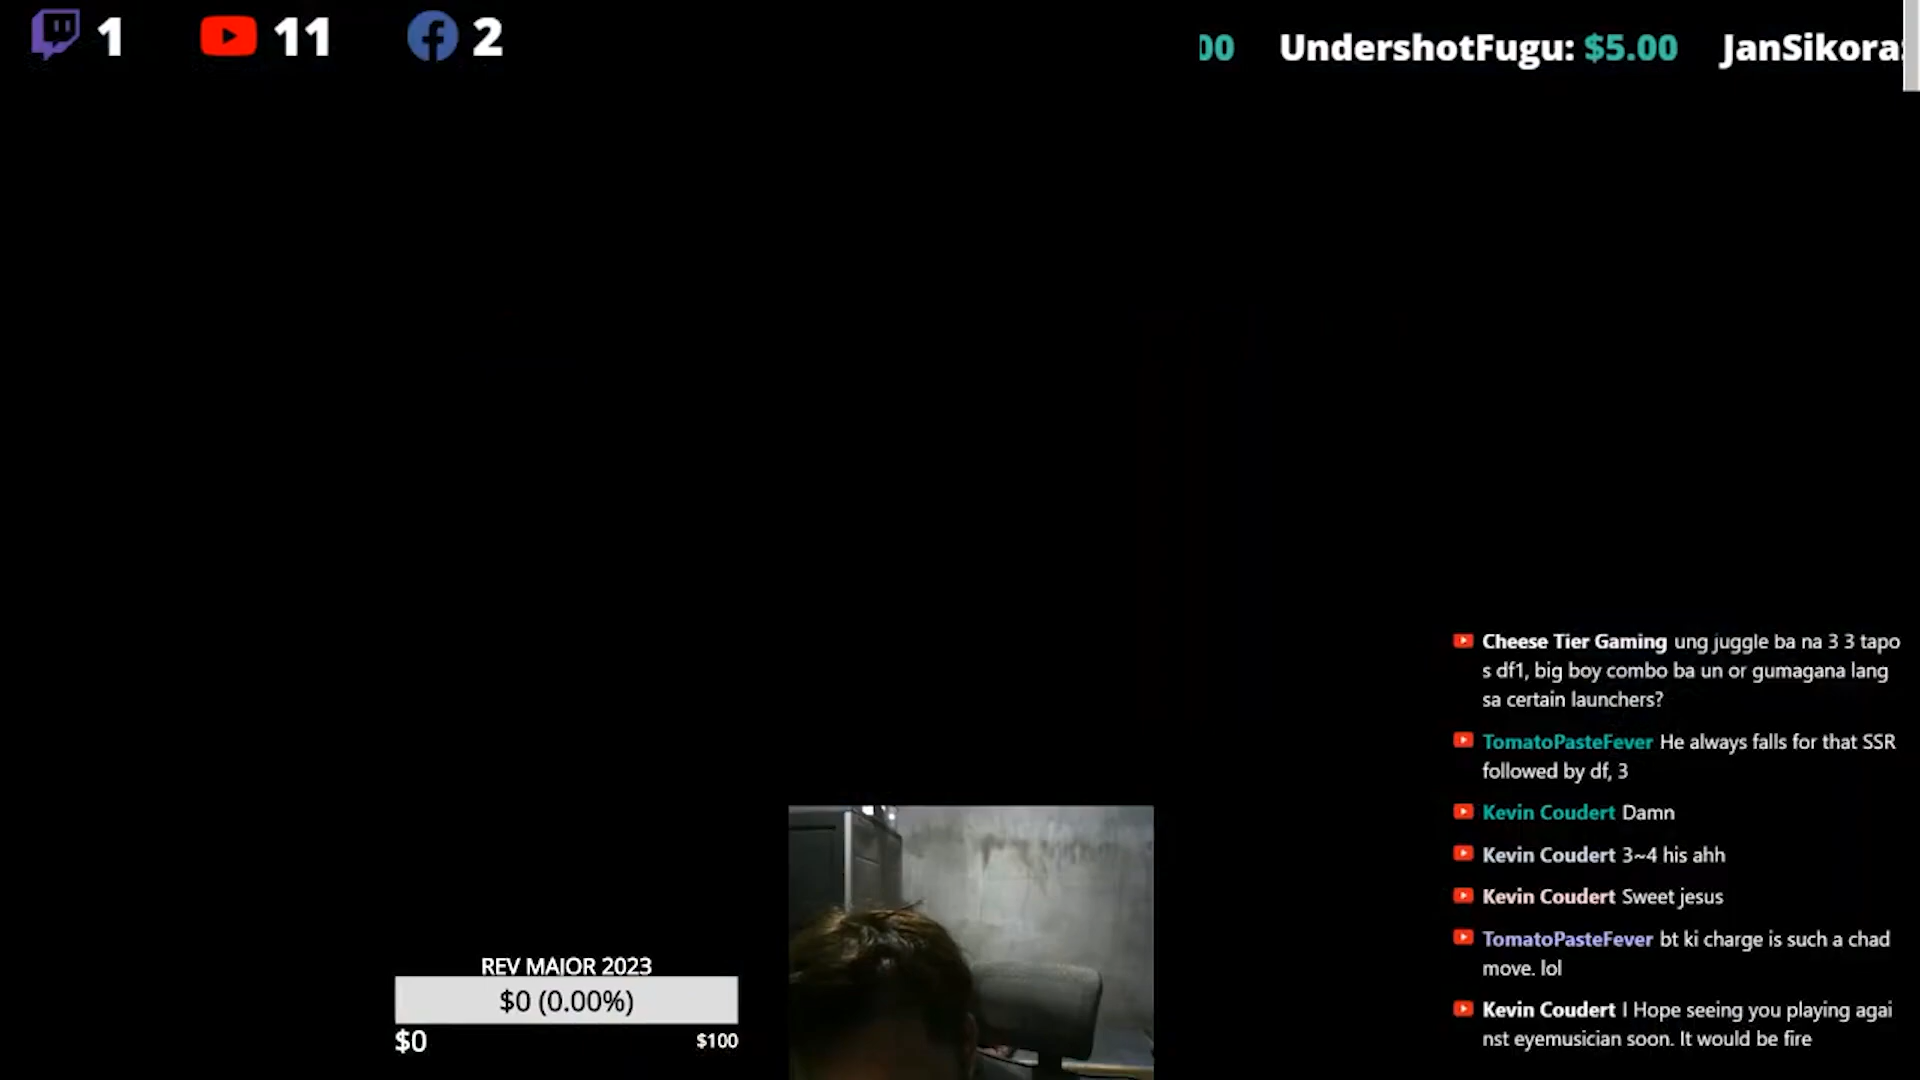 1
11
2
00 UndershotFugu: $5.00 JanSikora:
Cheese Tier Gaming ung juggle ba na 3 3 tapo
s df1, big boy combo ba un or gumagana lang
sa certain launchers?
TomatoPasteFever He always falls for that SSR
followed by df, 3
Kevin Coudert Damn
Kevin Coudert 3~4 his ahh
Kevin Coudert Sweet jesus
TomatoPasteFever bt ki charge is such a chad
move. lol
Kevin Coudert I Hope seeing you playing agai
nst eyemusician soon. It would be fire
REV MAJOR 2023
$0 (0.00%)
$0 $100